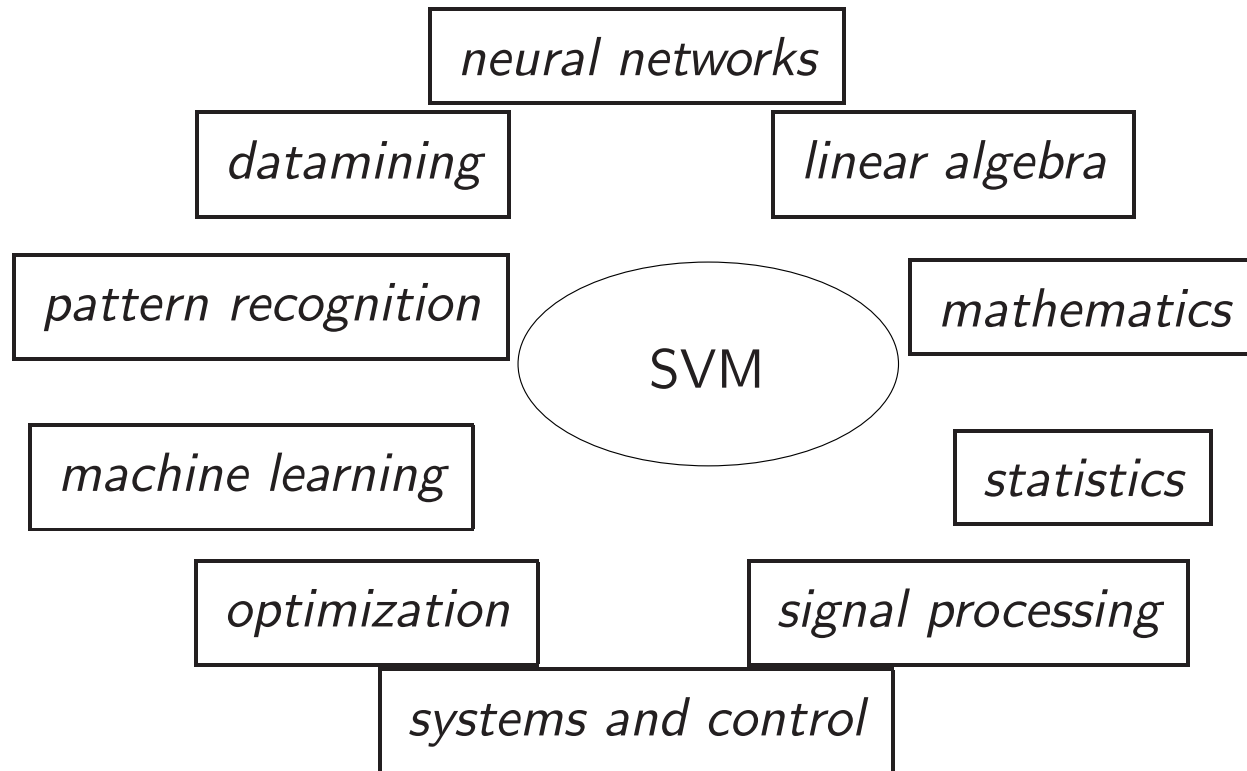 neural networks
datamining
linear algebra
pattern recognition
mathematics
SVM
machine learning
statistics
optimization
signal processing
systems and control